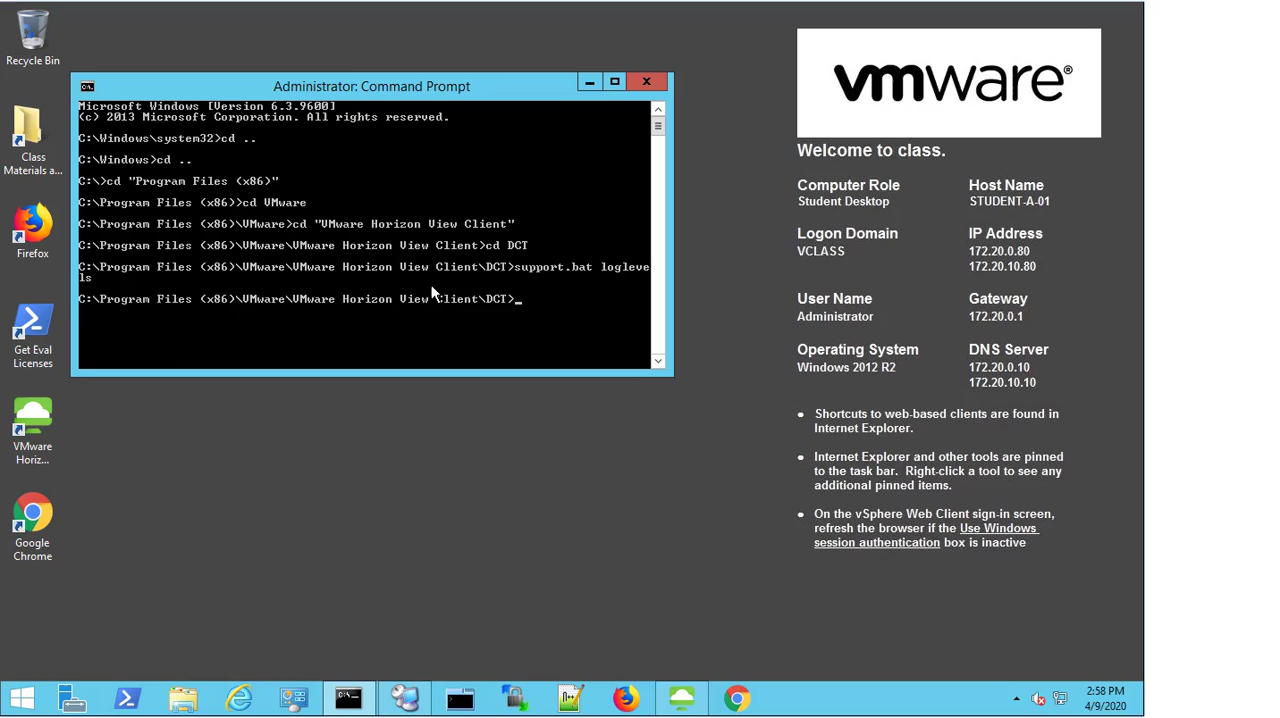 Recycle Bin
Class
Materials a...
Firefox
Get Eval
Licenses
VMware
Horiz...
Google
Chrome
Administrator: Command Prompt
Microsoft Windows [Version 6.3.9600]
(c) 2013 Microsoft Corporation. All rights reserved.
C:\Windows\system32>cd ..
C:\Windows>cd ..
C:\>cd "Program Files (x86)"
C:\Program Files (x86)>cd VMware
C:\Program Files (x86)\VMware>cd "VMware Horizon View Client"
C:\Program Files (x86)\VMware\VMware Horizon View Client>cd DCT
C:\Program Files (x86)\VMware\VMware Horizon View Client\DCT>support.bat logleve
ls
C:\Program Files (x86)\VMware\VMware Horizon View Client\DCT>_
vmware®
Welcome to class.
Computer Role
Student Desktop
Host Name
STUDENT-A-01
Logon Domain
VCLASS
IP Address
172.20.0.80
172.20.10.80
User Name
Administrator
Gateway
172.20.0.1
Operating System
Windows 2012 R2
DNS Server
172.20.0.10
172.20.10.10
• Shortcuts to web-based clients are found in
Internet Explorer.
• Internet Explorer and other tools are pinned
to the task bar. Right-click a tool to see any
additional pinned items.
• On the vSphere Web Client sign-in screen,
refresh the browser if the Use Windows
session authentication box is inactive
2:58 PM
4/9/2020